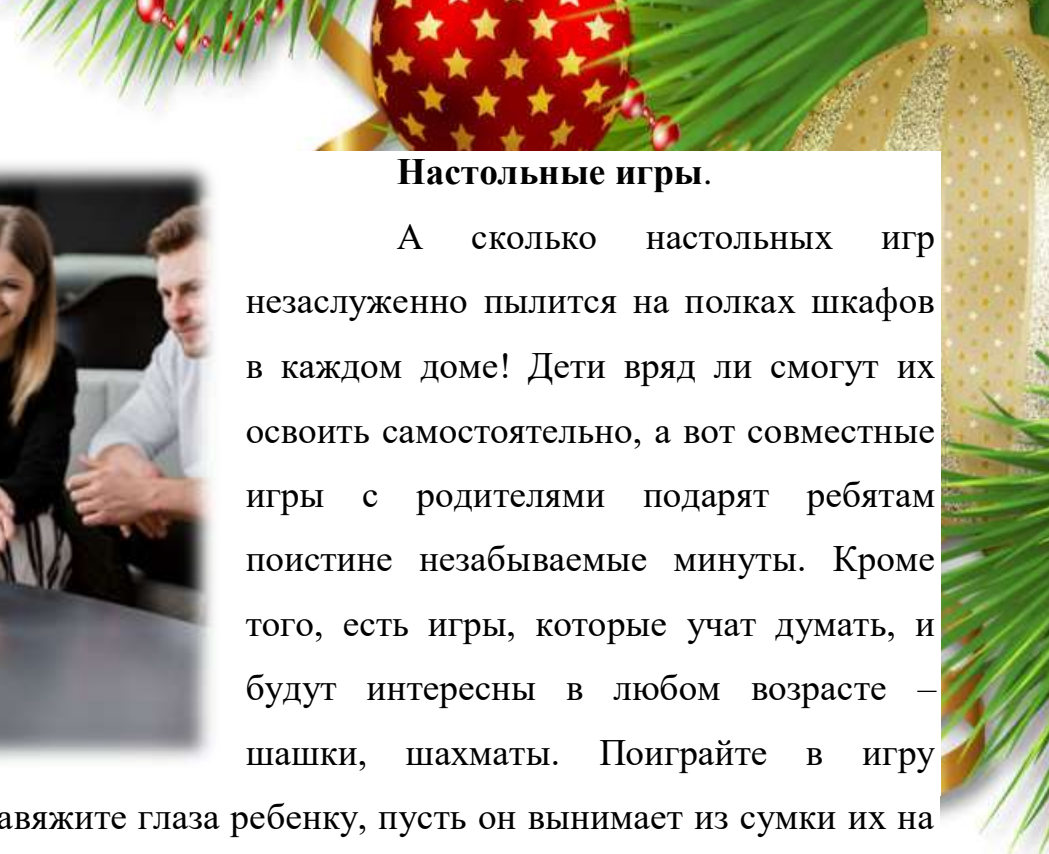 Настольные игры.
А сколько настольных игр
незаслуженно пылится на полках шкафов
в каждом доме! Дети вряд ли смогут их
освоить самостоятельно, а вот совместные
игры с родителями подарят ребятам
поистине незабываемые минуты. Кроме
того, есть игры, которые учат думать, и
будут интересны в любом возрасте –
шашки, шахматы. Поиграйте в игру
авяжите глаза ребенку, пусть он вынимает из сумки их на